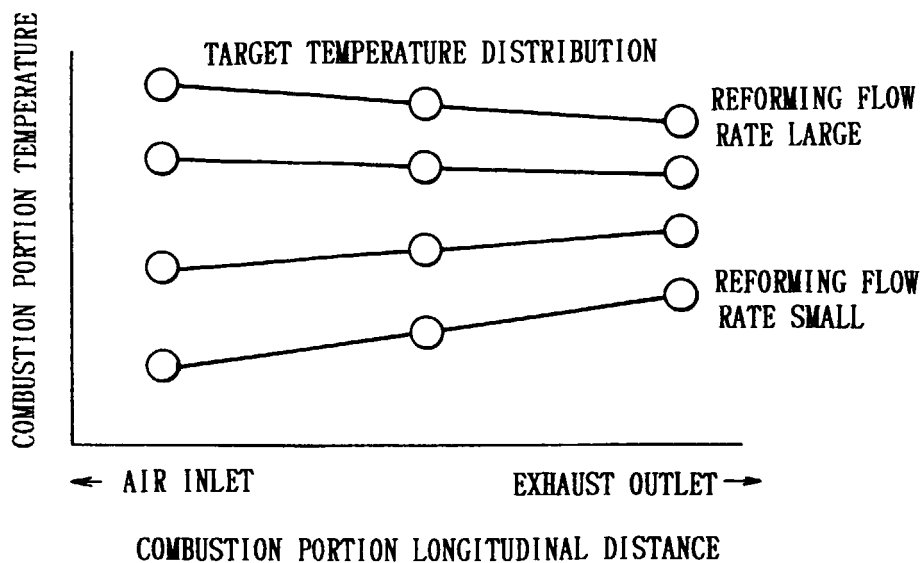 TARGET TEMPERATURE DISTRIBUTION
COMBUSTION PORTION TEMPERATURE
REFORMING FLOW
RATE LARGE
REFORMING FLOW
RATE SMALL
← AIR INLET
EXHAUST OUTLET →
COMBUSTION PORTION LONGITUDINAL DISTANCE